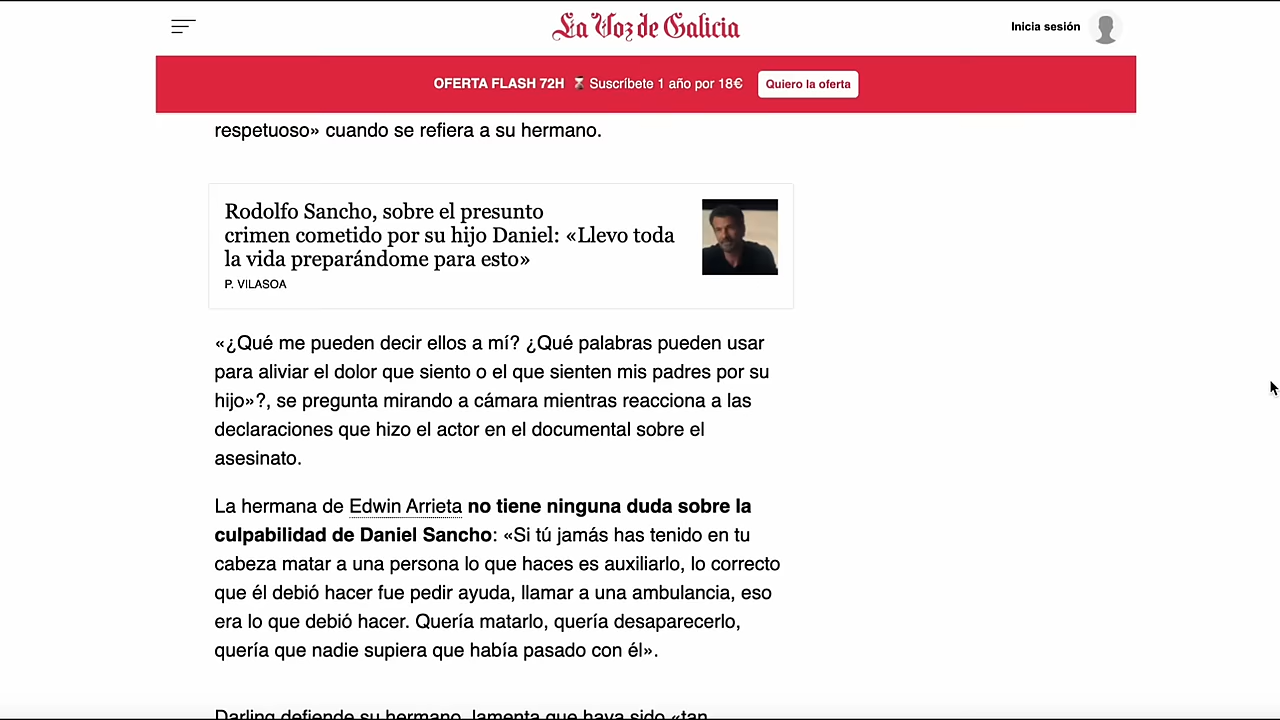 La Voz de Galicia
Inicia sesión
OFERTA FLASH 72H ⌛ Suscríbete 1 año por 18€
Quiero la oferta
respetuoso» cuando se refiera a su hermano.
Rodolfo Sancho, sobre el presunto
crimen cometido por su hijo Daniel: «Llevo toda
la vida preparándome para esto»
P. VILASOA
«¿Qué me pueden decir ellos a mí? ¿Qué palabras pueden usar
para aliviar el dolor que siento o el que sienten mis padres por su
hijo»?, se pregunta mirando a cámara mientras reacciona a las
declaraciones que hizo el actor en el documental sobre el
asesinato.
La hermana de Edwin Arrieta no tiene ninguna duda sobre la
culpabilidad de Daniel Sancho: «Si tú jamás has tenido en tu
cabeza matar a una persona lo que haces es auxiliarlo, lo correcto
que él debió hacer fue pedir ayuda, llamar a una ambulancia, eso
era lo que debió hacer. Quería matarlo, quería desaparecerlo,
quería que nadie supiera que había pasado con él».
Darling defiende su hermano, lamenta que haya sido «tan